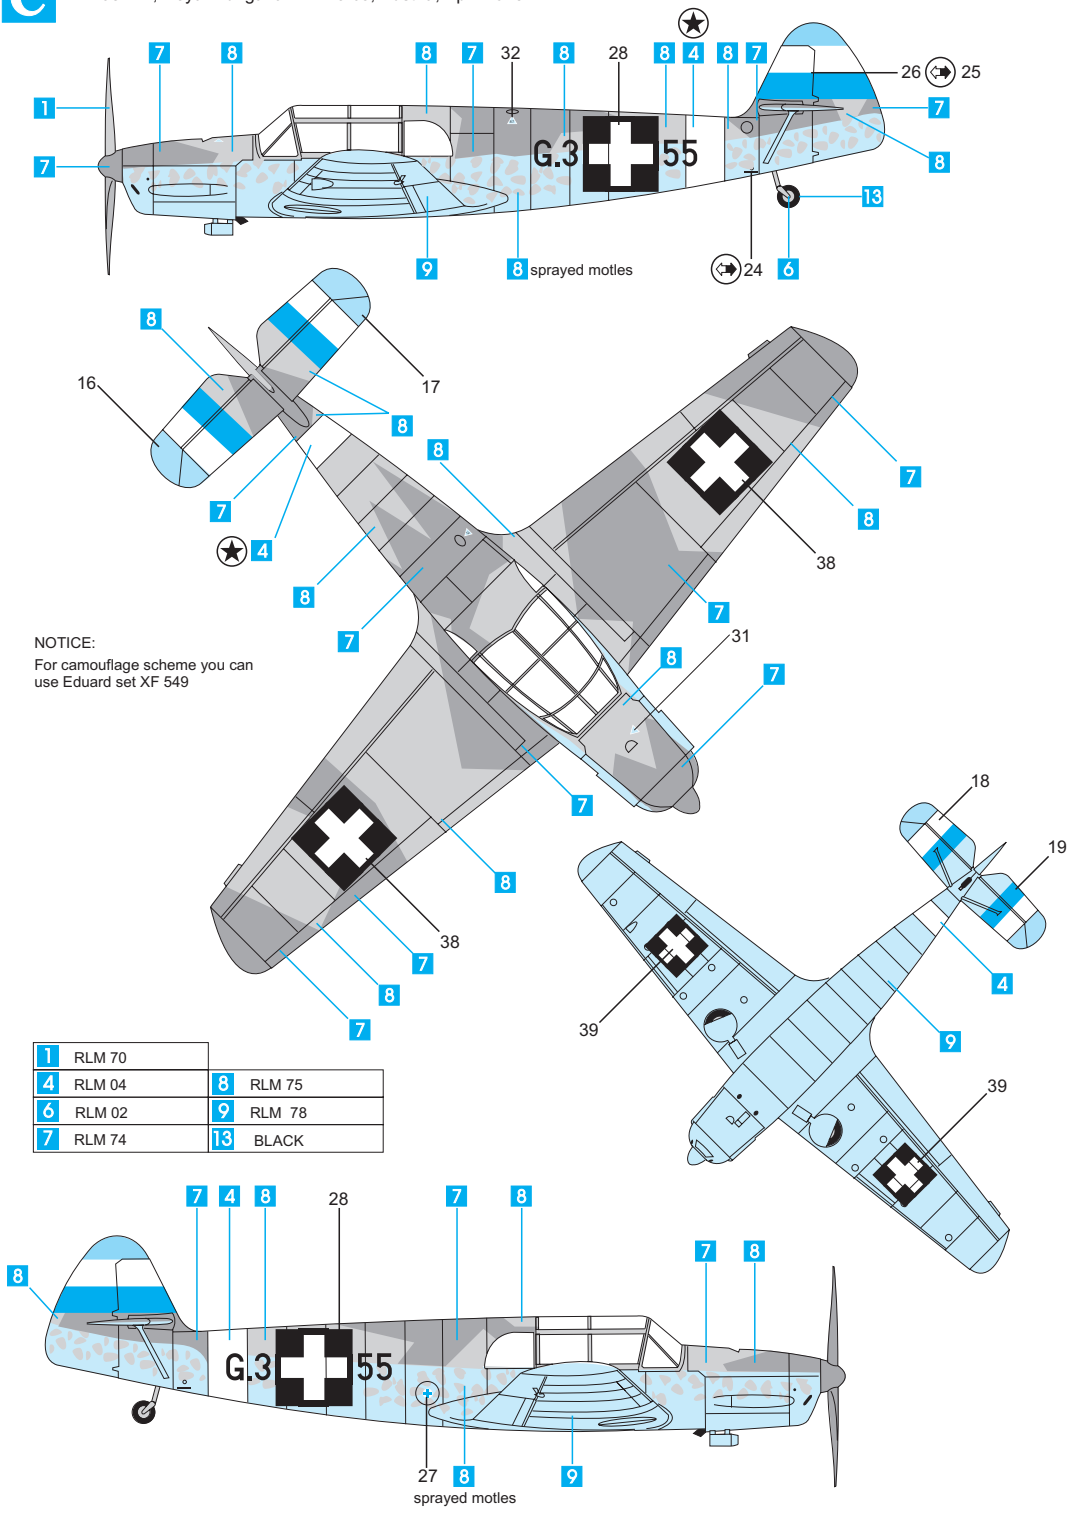 C
7 8 8 7 32 8 28 8 4 8 7
26 25
1
7
7
8
G.3 55
13
9
8 sprayed motles
24
6
8
16
17
8
8
7
4
8
7
8
38
7
8
7
NOTICE:
For camouflage scheme you can
use Eduard set XF 549
31
8
7
7
8
38
7
8
7
18
19
4
9
39
39
1 RLM 70
4 RLM 04 8 RLM 75
6 RLM 02 9 RLM 78
7 RLM 74 13 BLACK
7 4 8 28 7 8
7 8
8
G.3 55
27 8 9
sprayed motles